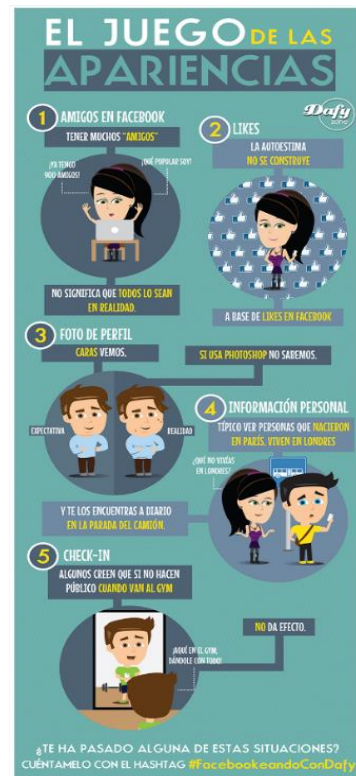 EL JUEGO DE LAS
APARIENCIAS
Dafy
zone
1 AMIGOS EN FACEBOOK
TENER MUCHOS "AMIGOS"
¡YA TENGO
900 AMIGOS!
¡QUÉ POPULAR SOY!
NO SIGNIFICA QUE TODOS LO SEAN
EN REALIDAD.
2 LIKES
LA AUTOESTIMA
NO SE CONSTRUYE
A BASE DE LIKES EN FACEBOOK
3 FOTO DE PERFIL
CARAS VEMOS,
SI USA PHOTOSHOP NO SABEMOS.
EXPECTATIVA
REALIDAD
4 INFORMACIÓN PERSONAL
TÍPICO VER PERSONAS QUE NACIERON
EN PARÍS, VIVEN EN LONDRES
¿QUÉ NO VIVÍAS
EN LONDRES?
Y TE LOS ENCUENTRAS A DIARIO
EN LA PARADA DEL CAMIÓN.
5 CHECK-IN
ALGUNOS CREEN QUE SI NO HACEN
PÚBLICO CUANDO VAN AL GYM
NO DA EFECTO.
¡AQUÍ EN EL GYM,
DÁNDOLE CON TODO!
¿TE HA PASADO ALGUNA DE ESTAS SITUACIONES?
CUÉNTAMELO CON EL HASHTAG #FacebookeandoConDafy